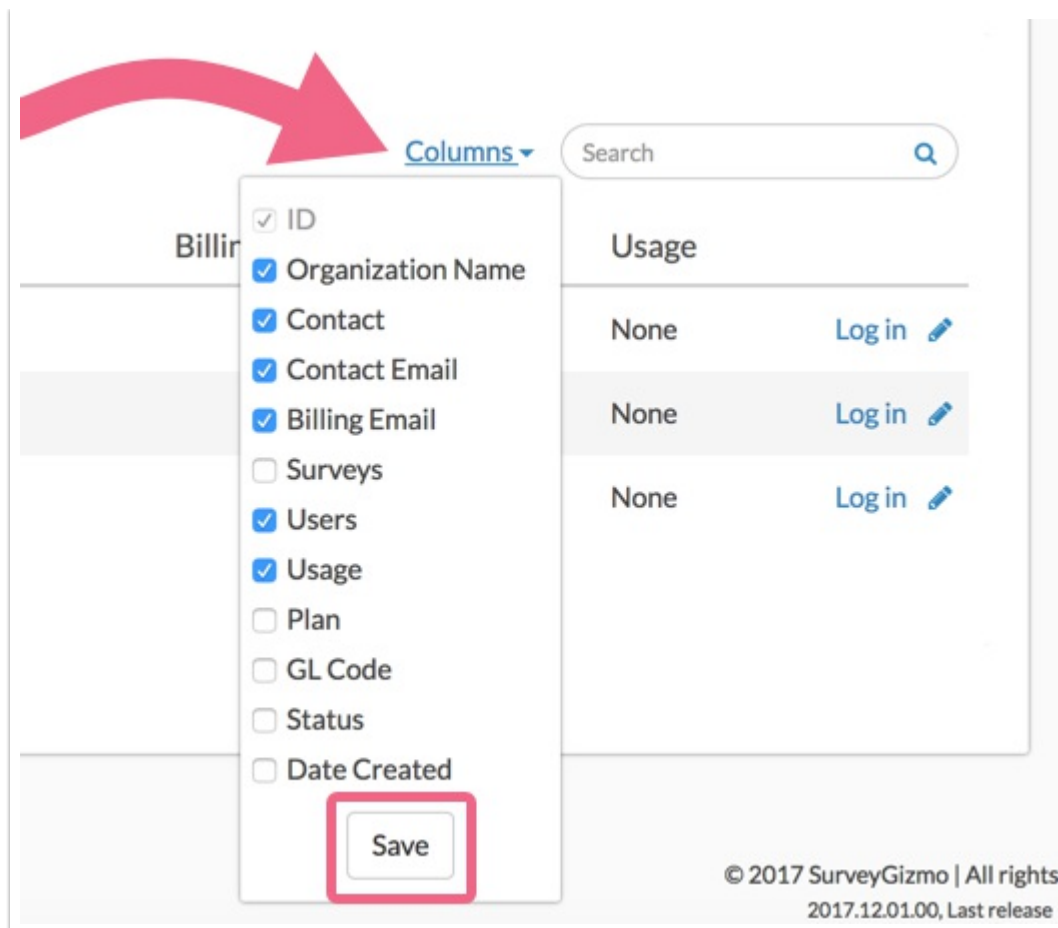 Columns
Search
ID
Billin
Organization Name
Usage
Contact
None
Log in
Contact Email
Billing Email
None
Log in
Surveys
Users
None
Log in
Usage
Plan
GL Code
Status
Date Created
Save
© 2017 SurveyGizmo | All rights
2017.12.01.00, Last release